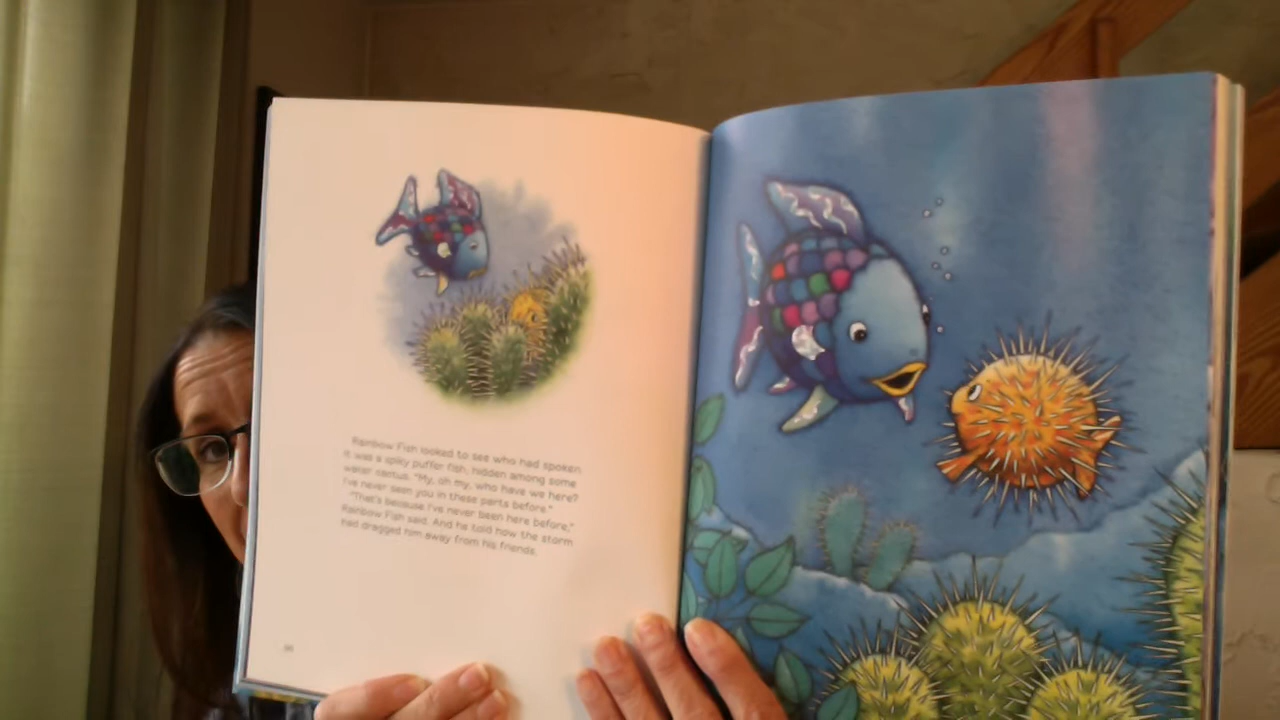 Rainbow Fish looked to see who had spoken.
It was a spiky puffer fish, hidden among some
water cactus. "My, oh my, who have we here?
I've never seen you in these parts before."
"That's because I've never been here before,"
Rainbow Fish said. And he told how the storm
had dragged him away from his friends.